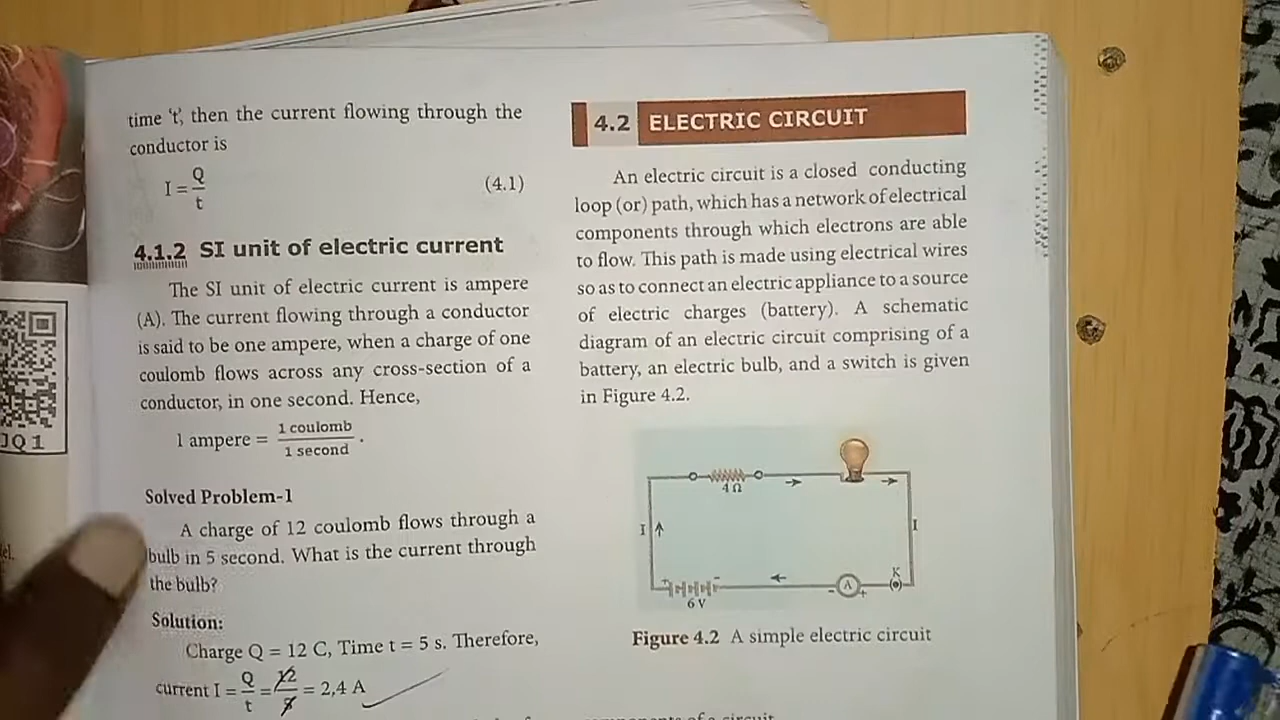 time 't', then the current flowing through the
conductor is
I = Q/t (4.1)
4.1.2 SI unit of electric current
The SI unit of electric current is ampere
(A). The current flowing through a conductor
is said to be one ampere, when a charge of one
coulomb flows across any cross-section of a
conductor, in one second. Hence,
1 ampere = 1 coulomb / 1 second .
Solved Problem-1
A charge of 12 coulomb flows through a
bulb in 5 second. What is the current through
the bulb?
Solution:
Charge Q = 12 C, Time t = 5 s. Therefore,
current I = Q/t = 12/5 = 2,4 A
JQ1
4.2 ELECTRIC CIRCUIT
An electric circuit is a closed conducting
loop (or) path, which has a network of electrical
components through which electrons are able
to flow. This path is made using electrical wires
so as to connect an electric appliance to a source
of electric charges (battery). A schematic
diagram of an electric circuit comprising of a
battery, an electric bulb, and a switch is given
in Figure 4.2.
4 Ω
I
I
+ -
6 V
- A +
K
Figure 4.2 A simple electric circuit